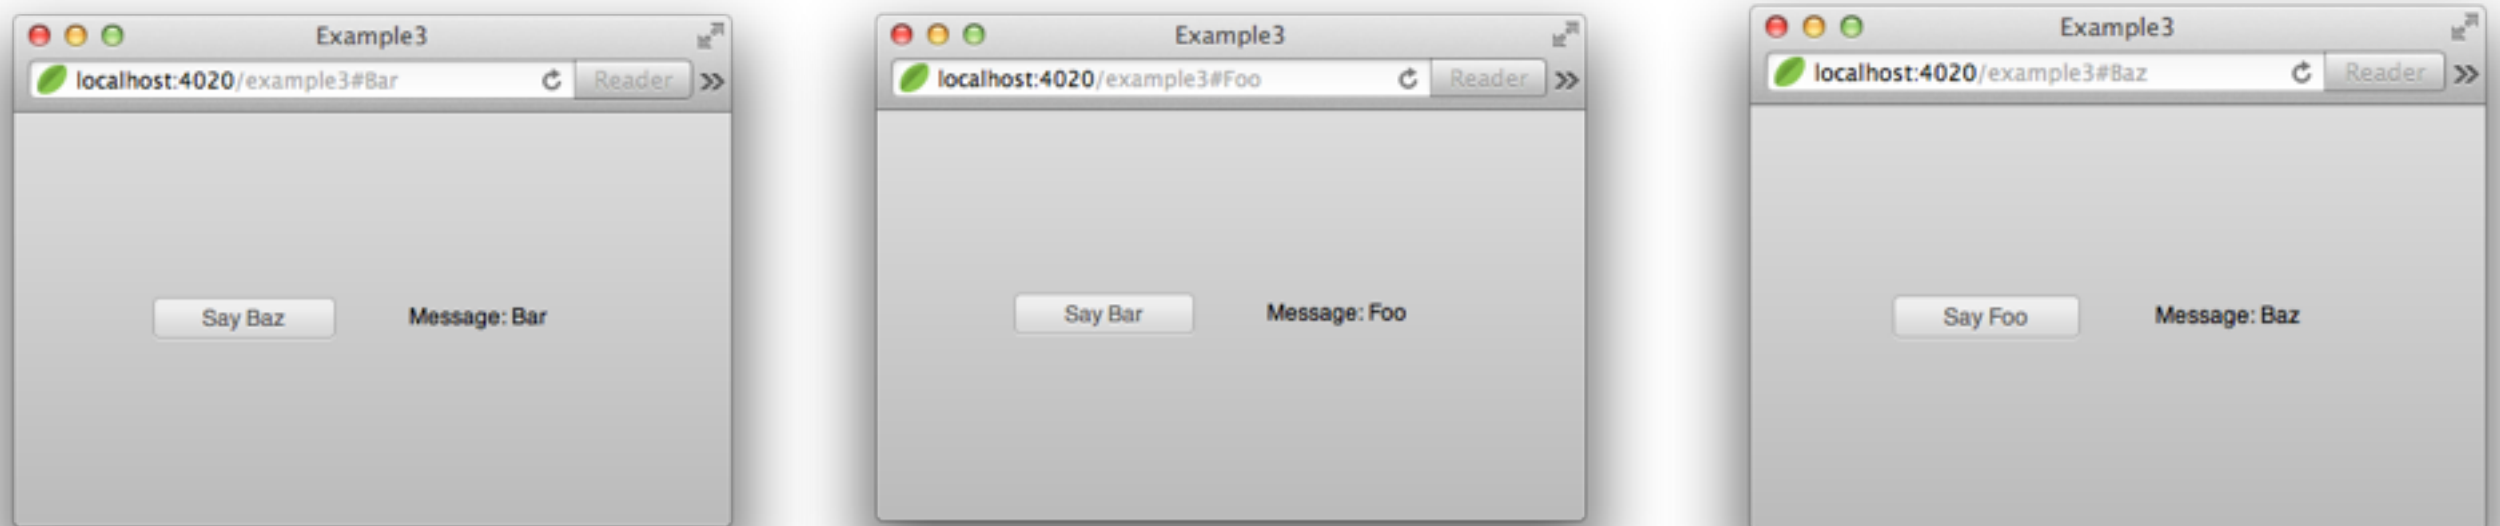 Example3
localhost:4020/example3#Bar
Reader
Say Baz
Message: Bar
Example3
localhost:4020/example3#Foo
Reader
Say Bar
Message: Foo
Example3
localhost:4020/example3#Baz
Reader
Say Foo
Message: Baz